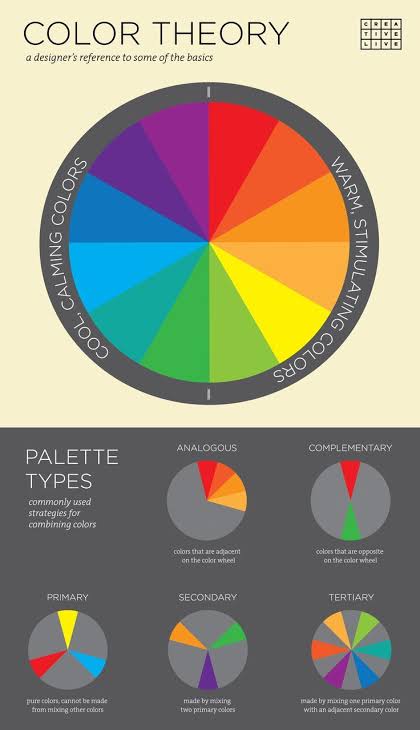 COLOR THEORY
a designer's reference to some of the basics
CREA
TIVE
LIVE
COOL, CALMING COLORS
WARM, STIMULATING COLORS
PALETTE
TYPES
commonly used
strategies for
combining colors
ANALOGOUS
colors that are adjacent
on the color wheel
COMPLEMENTARY
colors that are opposite
on the color wheel
PRIMARY
pure colors, cannot be made
from mixing other colors
SECONDARY
made by mixing
two primary colors
TERTIARY
made by mixing one primary color
with an adjacent secondary color